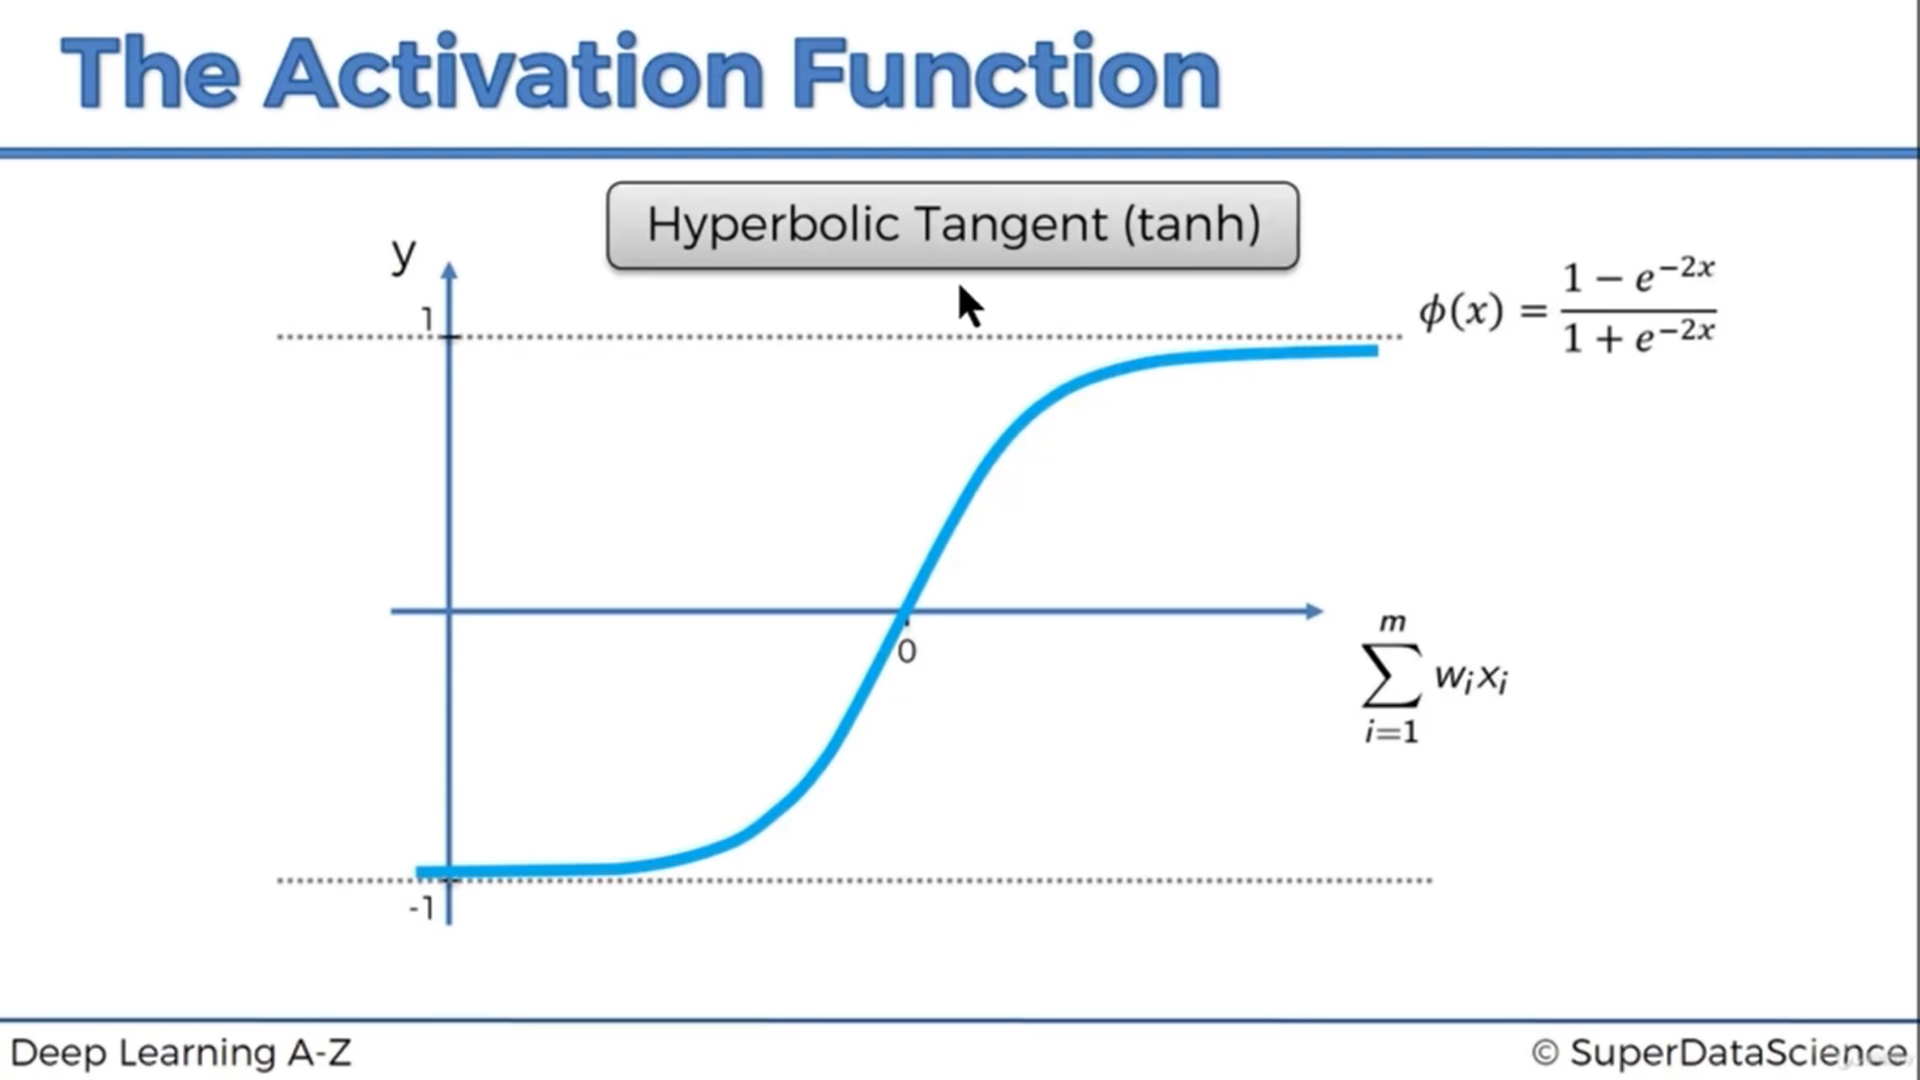 The Activation Function
Hyperbolic Tangent (tanh)
y
1
ϕ(x) = \frac{1 − e^{−2x}}{1 + e^{−2x}}
0
\sum_{i=1}^{m} w_i x_i
-1
Deep Learning A-Z
© SuperDataScience